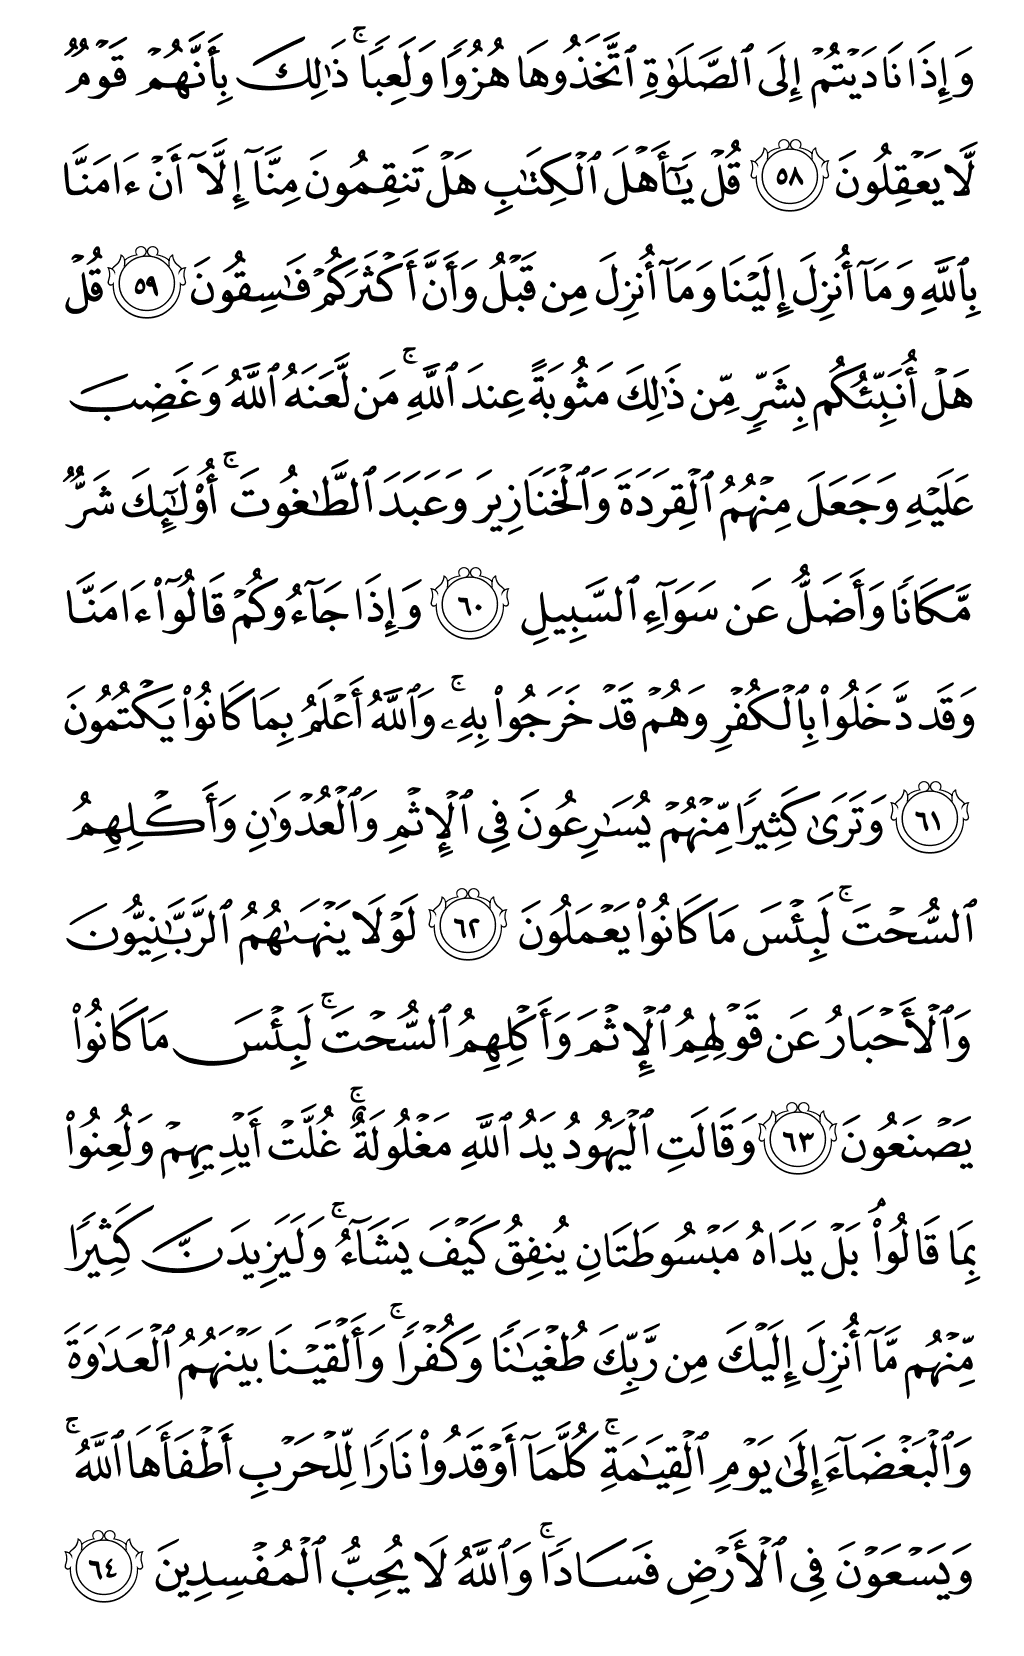 وَإِذَا نَادَيۡتُمۡ إِلَى ٱلصَّلَوٰةِ ٱتَّخَذُوهَا هُزُوٗا وَلَعِبٗاۚ ذَٰلِكَ بِأَنَّهُمۡ قَوۡمٞ
لَّا يَعۡقِلُونَ ٥٨ قُلۡ يَٰٓأَهۡلَ ٱلۡكِتَٰبِ هَلۡ تَنقِمُونَ مِنَّآ إِلَّآ أَنۡ ءَامَنَّا
بِٱللَّهِ وَمَآ أُنزِلَ إِلَيۡنَا وَمَآ أُنزِلَ مِن قَبۡلُ وَأَنَّ أَكۡثَرَكُمۡ فَٰسِقُونَ ٥٩ قُلۡ
هَلۡ أُنَبِّئُكُم بِشَرّٖ مِّن ذَٰلِكَ مَثُوبَةً عِندَ ٱللَّهِۚ مَن لَّعَنَهُ ٱللَّهُ وَغَضِبَ
عَلَيۡهِ وَجَعَلَ مِنۡهُمُ ٱلۡقِرَدَةَ وَٱلۡخَنَازِيرَ وَعَبَدَ ٱلطَّٰغُوتَۚ أُوْلَٰٓئِكَ شَرّٞ
مَّكَانٗا وَأَضَلُّ عَن سَوَآءِ ٱلسَّبِيلِ ٦٠ وَإِذَا جَآءُوكُمۡ قَالُوٓاْ ءَامَنَّا
وَقَد دَّخَلُواْ بِٱلۡكُفۡرِ وَهُمۡ قَدۡ خَرَجُواْ بِهِۦۚ وَٱللَّهُ أَعۡلَمُ بِمَا كَانُواْ يَكۡتُمُونَ
٦١ وَتَرَىٰ كَثِيرٗا مِّنۡهُمۡ يُسَٰرِعُونَ فِي ٱلۡإِثۡمِ وَٱلۡعُدۡوَٰنِ وَأَكۡلِهِمُ
ٱلسُّحۡتَۚ لَبِئۡسَ مَا كَانُواْ يَعۡمَلُونَ ٦٢ لَوۡلَا يَنۡهَىٰهُمُ ٱلرَّبَّٰنِيُّونَ
وَٱلۡأَحۡبَارُ عَن قَوۡلِهِمُ ٱلۡإِثۡمَ وَأَكۡلِهِمُ ٱلسُّحۡتَۚ لَبِئۡسَ مَا كَانُواْ
يَصۡنَعُونَ ٦٣ وَقَالَتِ ٱلۡيَهُودُ يَدُ ٱللَّهِ مَغۡلُولَةٌۚ غُلَّتۡ أَيۡدِيهِمۡ وَلُعِنُواْ
بِمَا قَالُواْۘ بَلۡ يَدَاهُ مَبۡسُوطَتَانِ يُنفِقُ كَيۡفَ يَشَآءُۚ وَلَيَزِيدَنَّ كَثِيرٗا
مِّنۡهُم مَّآ أُنزِلَ إِلَيۡكَ مِن رَّبِّكَ طُغۡيَٰنٗا وَكُفۡرٗاۚ وَأَلۡقَيۡنَا بَيۡنَهُمُ ٱلۡعَدَٰوَةَ
وَٱلۡبَغۡضَآءَ إِلَىٰ يَوۡمِ ٱلۡقِيَٰمَةِۚ كُلَّمَآ أَوۡقَدُواْ نَارٗا لِّلۡحَرۡبِ أَطۡفَأَهَا ٱللَّهُۚ
وَيَسۡعَوۡنَ فِي ٱلۡأَرۡضِ فَسَادٗاۚ وَٱللَّهُ لَا يُحِبُّ ٱلۡمُفۡسِدِينَ ٦٤